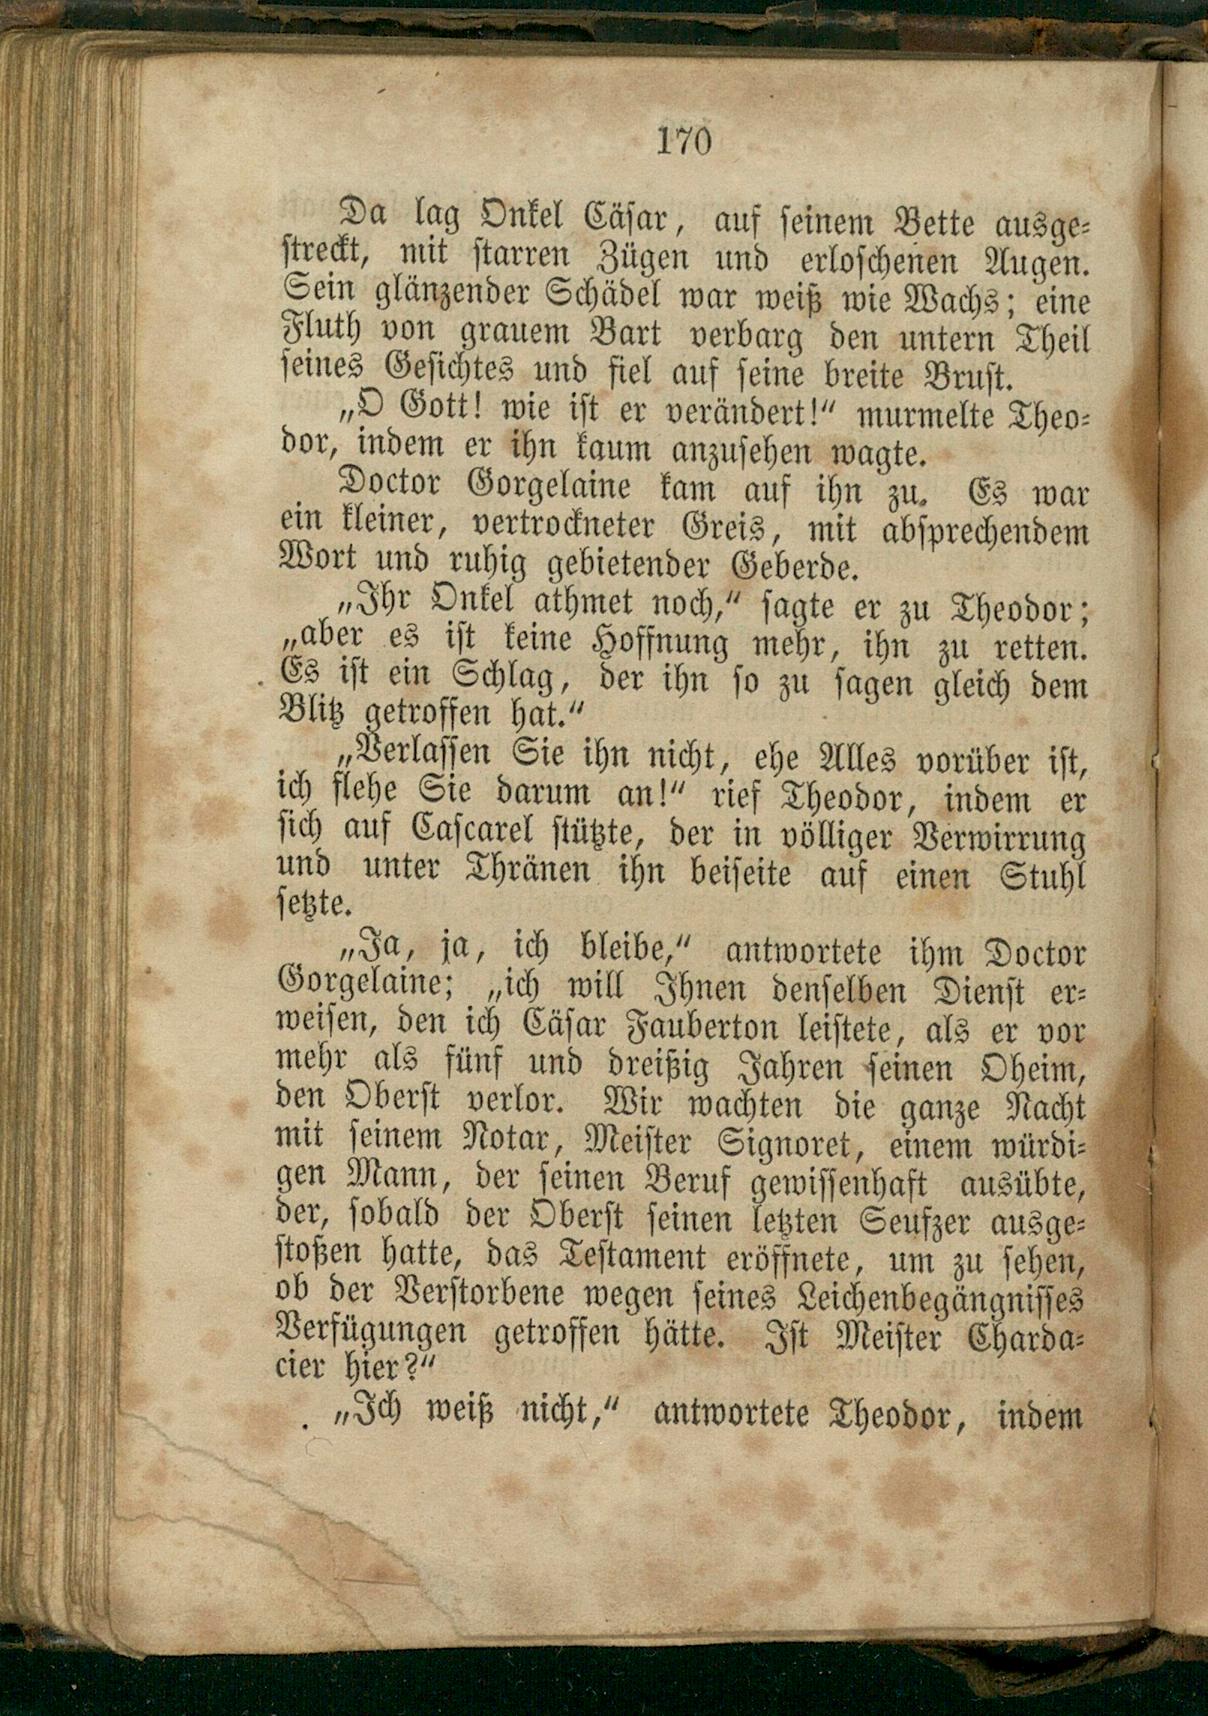 170
Da lag Onkel Cäsar, auf seinem Bette ausge-
streckt, mit starren Zügen und erloschenen Augen.
Sein glänzender Schädel war weiß wie Wachs; eine
Fluth von grauem Bart verbarg den untern Theil
seines Gesichtes und fiel auf seine breite Brust.
„O Gott! wie ist er verändert!“ murmelte Theo-
dor, indem er ihn kaum anzusehen wagte.
Doctor Gorgelaine kam auf ihn zu. Es war
ein kleiner, vertrockneter Greis, mit absprechendem
Wort und ruhig gebietender Geberde.
„Ihr Onkel athmet noch,“ sagte er zu Theodor;
„aber es ist keine Hoffnung mehr, ihn zu retten.
Es ist ein Schlag, der ihn so zu sagen gleich dem
Blitz getroffen hat.“
„Verlassen Sie ihn nicht, ehe Alles vorüber ist,
ich flehe Sie darum an!“ rief Theodor, indem er
sich auf Cascarel stützte, der in völliger Verwirrung
und unter Thränen ihn beiseite auf einen Stuhl
setzte.
„Ja, ja, ich bleibe,“ antwortete ihm Doctor
Gorgelaine; „ich will Ihnen denselben Dienst er-
weisen, den ich Cäsar Fauberton leistete, als er vor
mehr als fünf und dreißig Jahren seinen Oheim,
den Oberst verlor. Wir wachten die ganze Nacht
mit seinem Notar, Meister Signoret, einem würdi-
gen Mann, der seinen Beruf gewissenhaft ausübte,
der, sobald der Oberst seinen letzten Seufzer ausge-
stoßen hatte, das Testament eröffnete, um zu sehen,
ob der Verstorbene wegen seines Leichenbegängnisses
Verfügungen getroffen hätte. Ist Meister Charda-
cier hier?“
„Ich weiß nicht,“ antwortete Theodor, indem